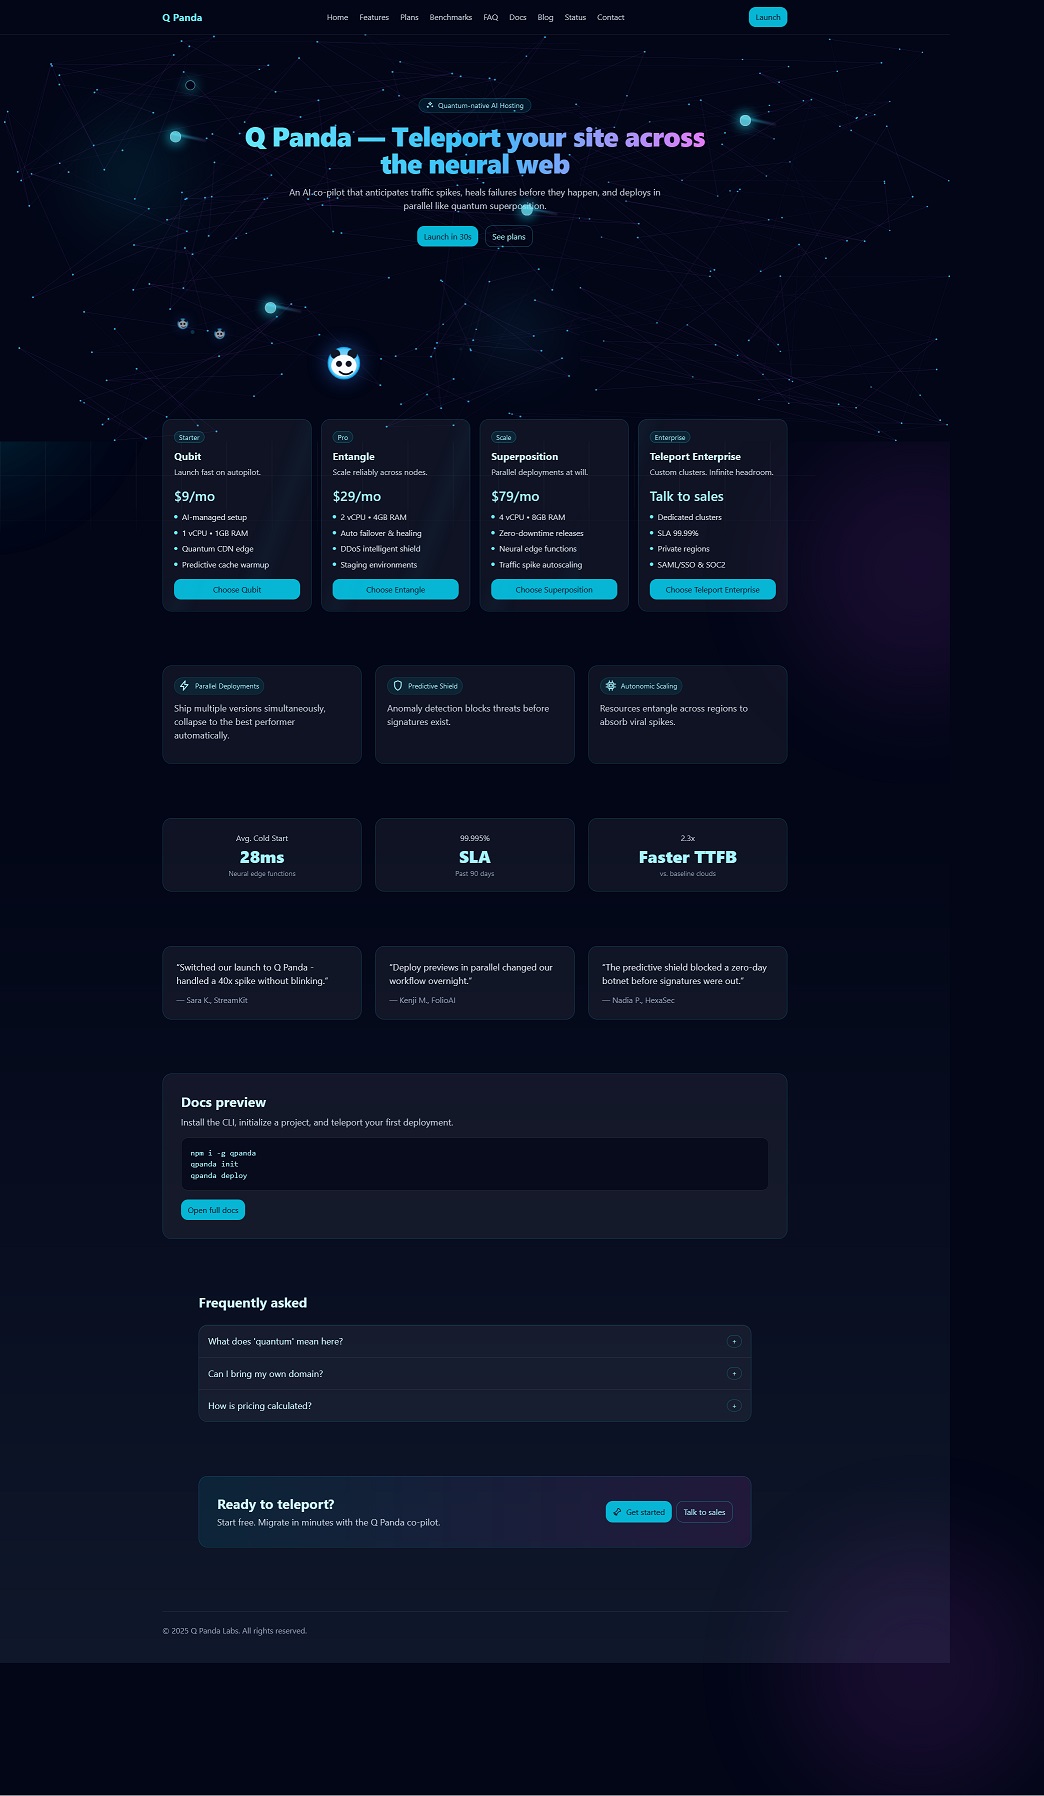 Q Panda
Home Features Plans Benchmarks FAQ Docs Blog Status Contact
Launch
Quantum-native AI Hosting
Q Panda — Teleport your site across
the neural web
An AI co-pilot that anticipates traffic spikes, heals failures before they happen, and deploys in
parallel like quantum superposition.
Launch in 30s
See plans
Starter
Qubit
Launch fast on autopilot.
$9/mo
AI-managed setup
1 vCPU • 1GB RAM
Quantum CDN edge
Predictive cache warmup
Choose Qubit
Pro
Entangle
Scale reliably across nodes.
$29/mo
2 vCPU • 4GB RAM
Auto failover & healing
DDoS intelligent shield
Staging environments
Choose Entangle
Scale
Superposition
Parallel deployments at will.
$79/mo
4 vCPU • 8GB RAM
Zero-downtime releases
Neural edge functions
Traffic spike autoscaling
Choose Superposition
Enterprise
Teleport Enterprise
Custom clusters. Infinite headroom.
Talk to sales
Dedicated clusters
SLA 99.99%
Private regions
SAML/SSO & SOC2
Choose Teleport Enterprise
Parallel Deployments
Ship multiple versions simultaneously,
collapse to the best performer
automatically.
Predictive Shield
Anomaly detection blocks threats before
signatures exist.
Autonomic Scaling
Resources entangle across regions to
absorb viral spikes.
Avg. Cold Start
28ms
Neural edge functions
99.995%
SLA
Past 90 days
2.3x
Faster TTFB
vs. baseline clouds
“Switched our launch to Q Panda -
handled a 40x spike without blinking.”
— Sara K., StreamKit
“Deploy previews in parallel changed our
workflow overnight.”
— Kenji M., FolioAI
“The predictive shield blocked a zero-day
botnet before signatures were out.”
— Nadia P., HexaSec
Docs preview
Install the CLI, initialize a project, and teleport your first deployment.
npm i -g qpanda
qpanda init
qpanda deploy
Open full docs
Frequently asked
What does 'quantum' mean here?
+
Can I bring my own domain?
+
How is pricing calculated?
+
Ready to teleport?
Start free. Migrate in minutes with the Q Panda co-pilot.
Get started
Talk to sales
© 2025 Q Panda Labs. All rights reserved.